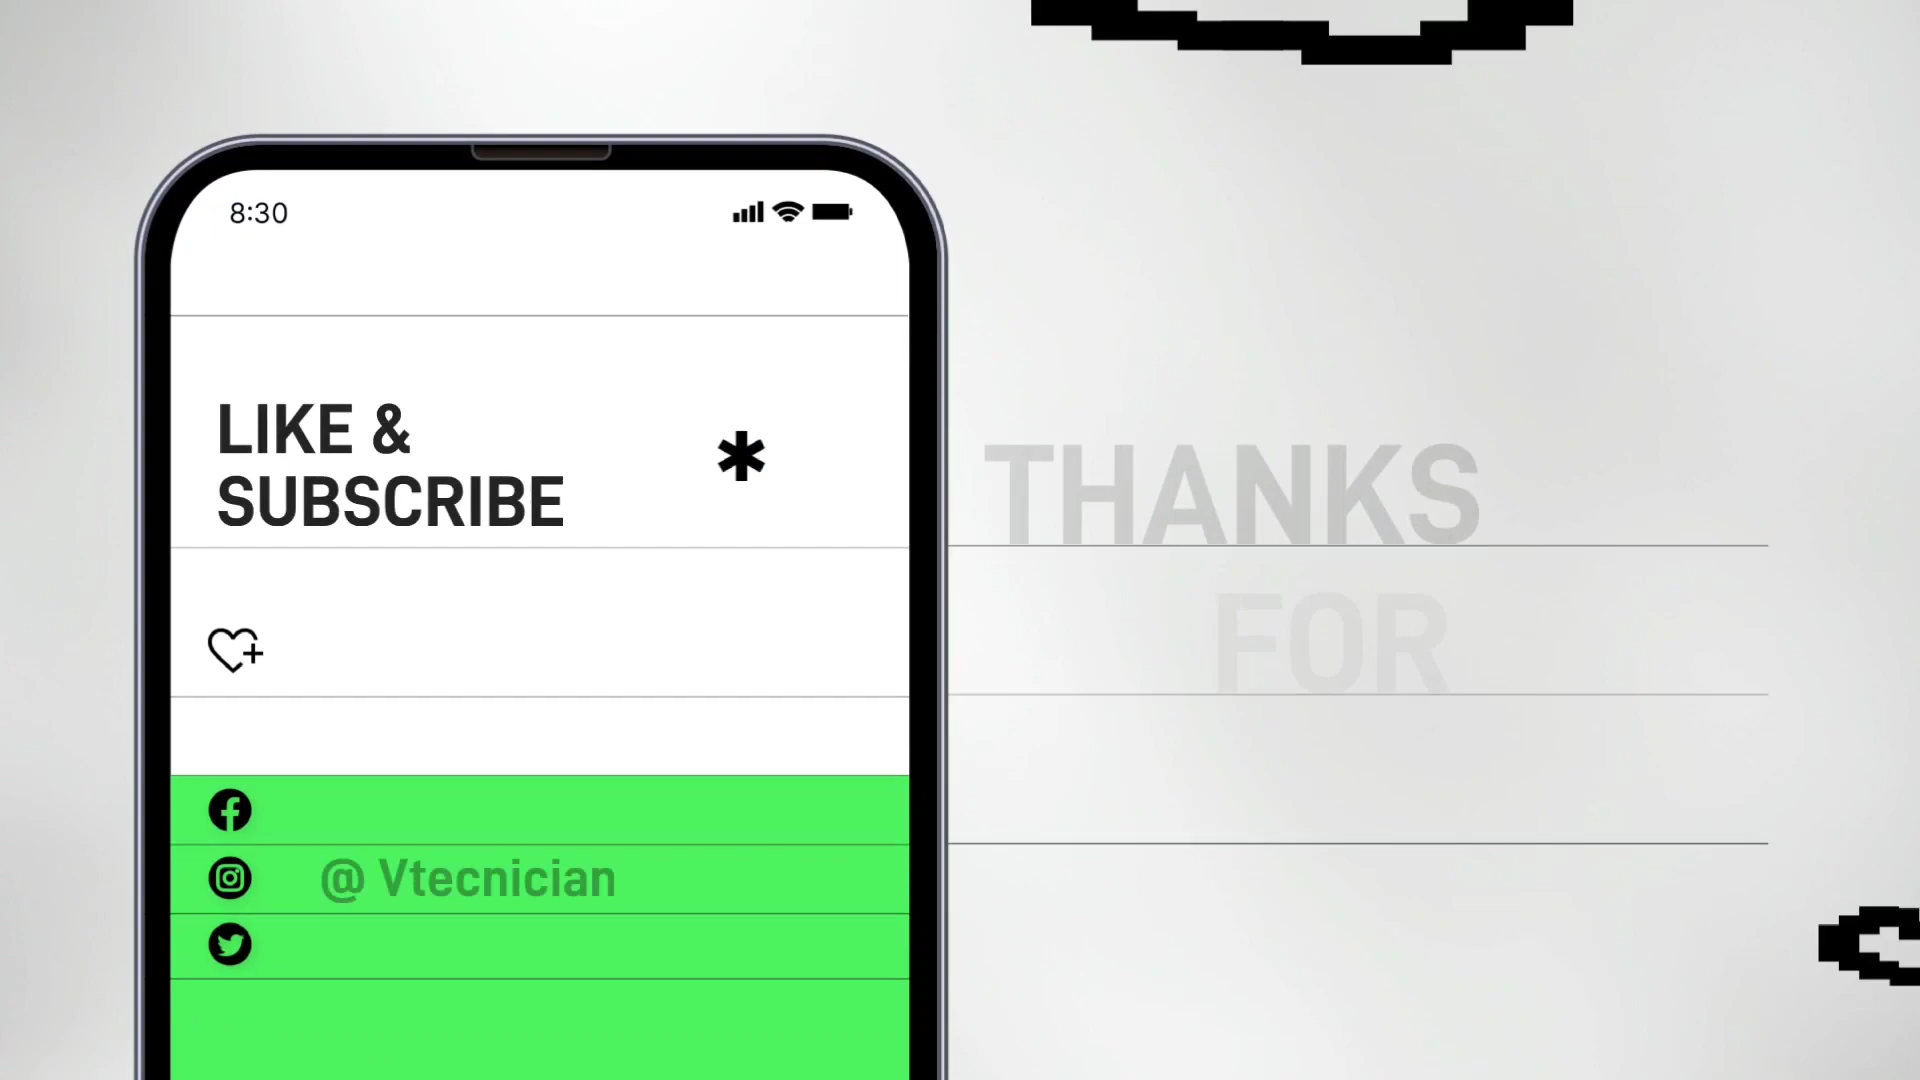 8:30
LIKE &
SUBSCRIBE
*
@ Vtecnician
THANKS
FOR